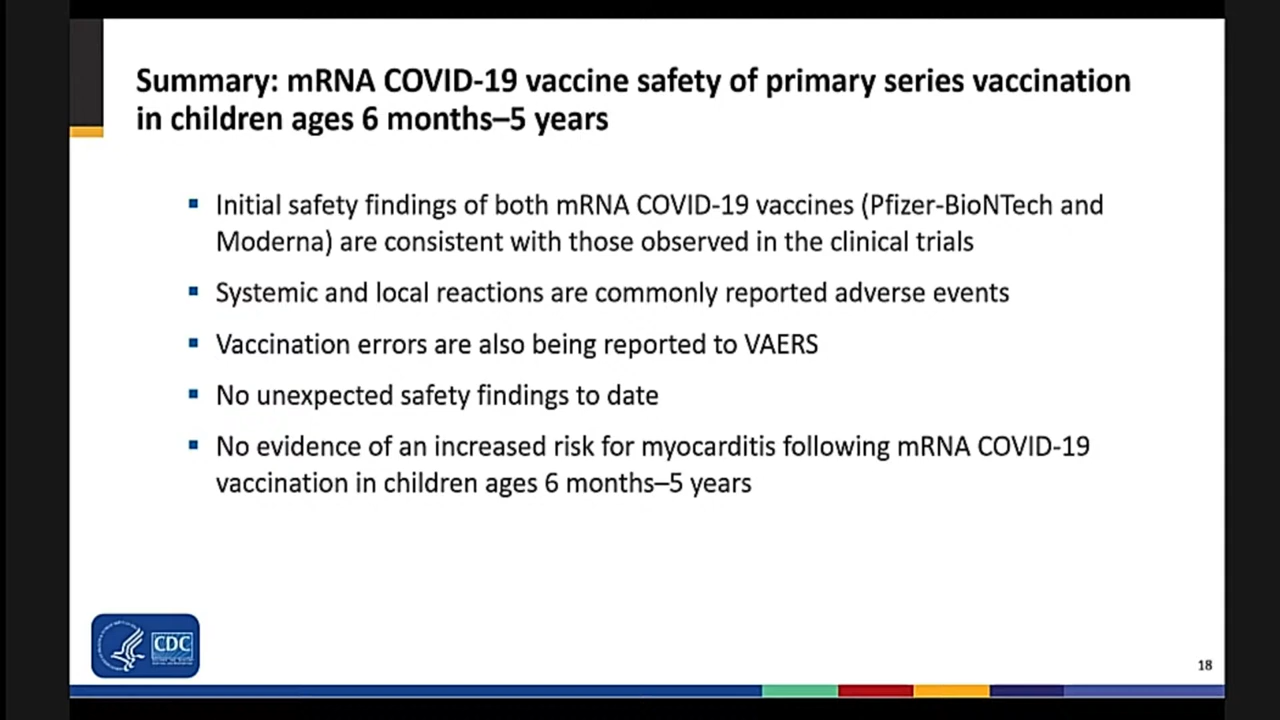 Summary: mRNA COVID-19 vaccine safety of primary series vaccination
in children ages 6 months–5 years
Initial safety findings of both mRNA COVID-19 vaccines (Pfizer-BioNTech and
Moderna) are consistent with those observed in the clinical trials
Systemic and local reactions are commonly reported adverse events
Vaccination errors are also being reported to VAERS
No unexpected safety findings to date
No evidence of an increased risk for myocarditis following mRNA COVID-19
vaccination in children ages 6 months–5 years
CDC
18